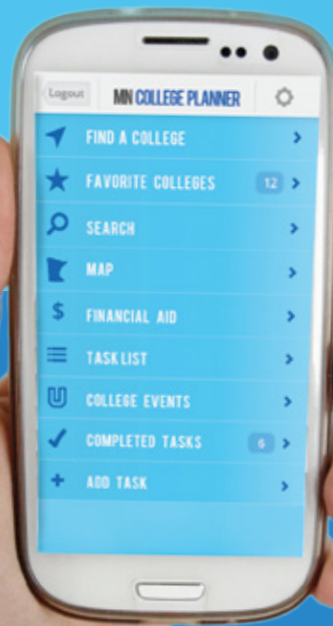 Logout MN COLLEGE PLANNER
FIND A COLLEGE
FAVORITE COLLEGES 12
SEARCH
MAP
$ FINANCIAL AID
TASK LIST
COLLEGE EVENTS
COMPLETED TASKS 6
ADD TASK